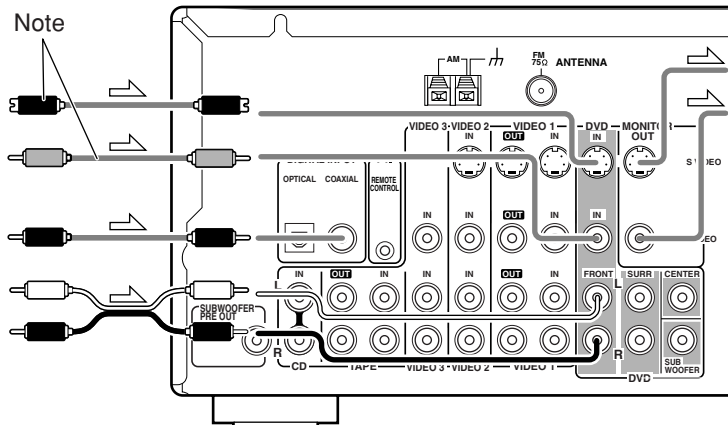 Note
AM
FM
75Ω ANTENNA
VIDEO 3 VIDEO 2 VIDEO 1 DVD MONITOR
OUT
IN OUT IN IN
S VIDEO
OPTICAL COAXIAL REMOTE
CONTROL
IN IN OUT IN IN
IN OUT IN IN IN OUT IN FRONT SURR CENTER
L L
SUBWOOFER
PRE OUT
R R
SUB
WOOFER
CD TAPE VIDEO 3 VIDEO 2 VIDEO 1
DVD